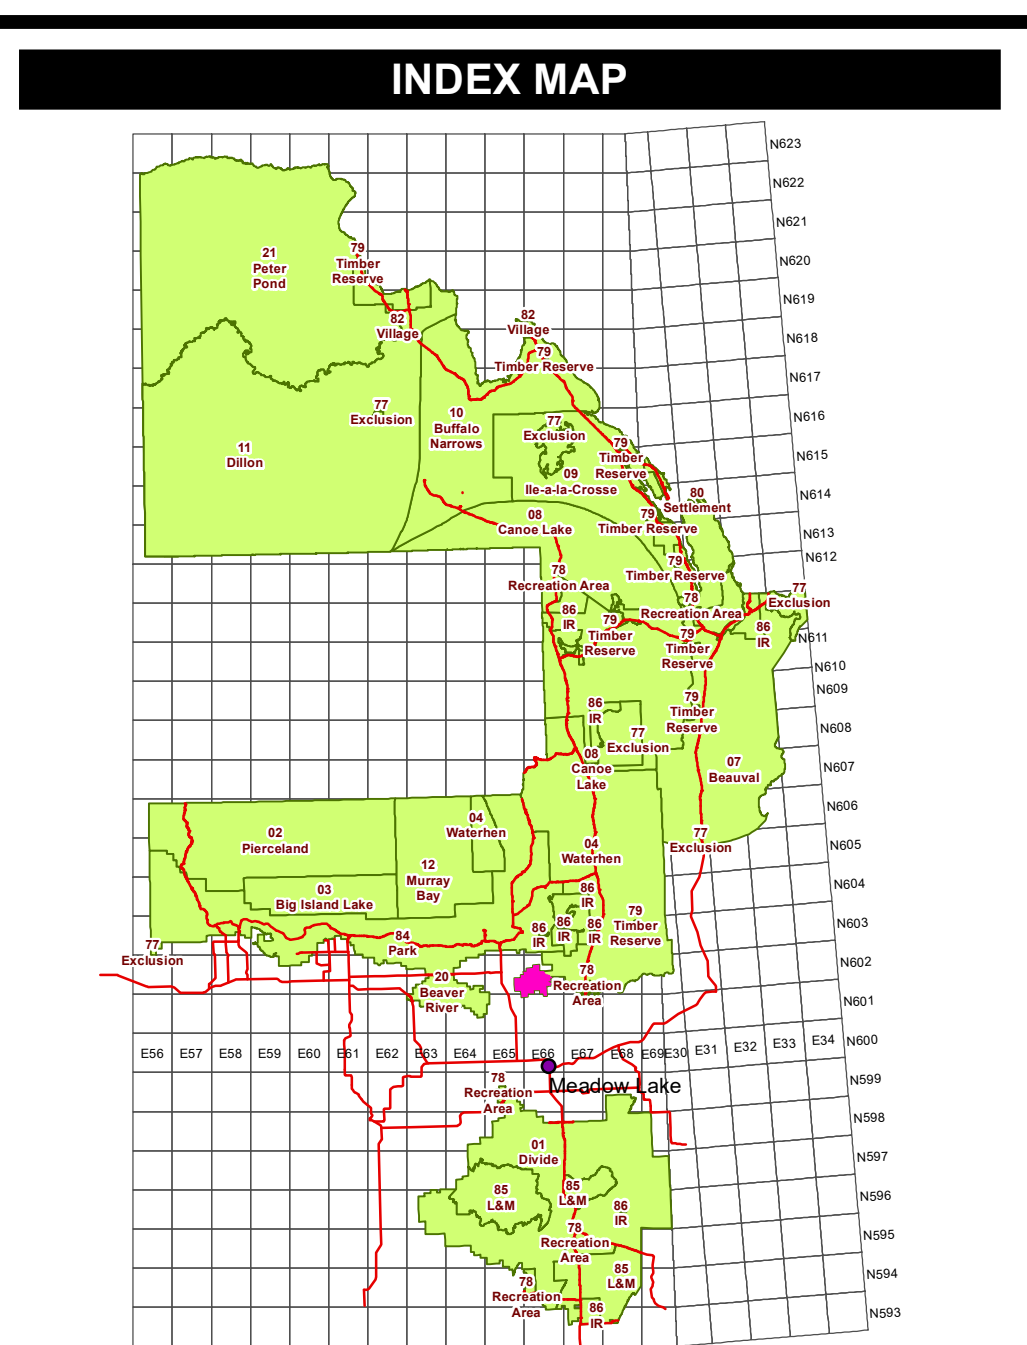 INDEX MAP
N623
N622
N621
N620
N619
N618
N617
N616
N615
N614
N613
N612
N611
N610
N609
N608
N607
N606
N605
N604
N603
N602
N601
N600
N599
N598
N597
N596
N595
N594
N593
21
Peter
Pond
79
Timber
Reserve
82
Village
82
Village
79
Timber Reserve
77
Exclusion
10
Buffalo
Narrows
77
Exclusion
11
Dillon
79
Timber
Reserve
09
Ile-a-la-Crosse
80
Settlement
08
Canoe Lake
79
Timber Reserve
79
Timber Reserve
78
Recreation Area
77
Exclusion
78
Recreation Area
86
IR
79
Timber
Reserve
79
Timber
Reserve
86
IR
79
Timber
Reserve
86
IR
77
Exclusion
08
Canoe
Lake
07
Beauval
04
Waterhen
02
Pierceland
12
Murray
Bay
04
Waterhen
77
Exclusion
03
Big Island Lake
86
IR
79
Timber
Reserve
86
IR
86
IR
86
IR
84
Park
77
Exclusion
20
Beaver
River
78
Recreation
Area
E56 E57 E58 E59 E60 E61 E62 E63 E64 E65 E66 E67 E68 E69 E30 E31 E32 E33 E34
Meadow Lake
78
Recreation
Area
01
Divide
85
L&M
85
L&M
86
IR
78
Recreation
Area
85
L&M
78
Recreation
Area
86
IR